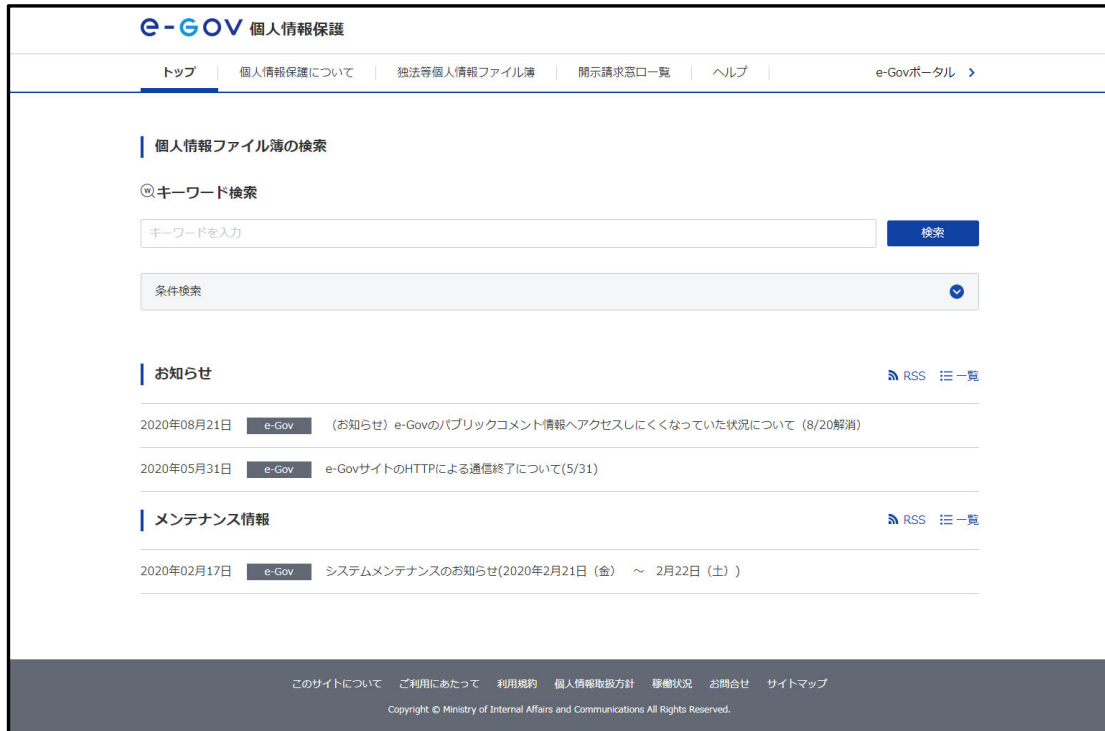 e-GOV 個人情報保護
トップ 個人情報保護について 独法等個人情報ファイル簿 開示請求窓口一覧 ヘルプ e-Govポータル
個人情報ファイル簿の検索
キーワード検索
キーワードを入力 検索
条件検索
お知らせ RSS 一覧
2020年08月21日 e-Gov （お知らせ）e-Govのパブリックコメント情報へアクセスしにくくなっていた状況について（8/20解消）
2020年05月31日 e-Gov e-GovサイトのHTTPによる通信終了について(5/31)
メンテナンス情報 RSS 一覧
2020年02月17日 e-Gov システムメンテナンスのお知らせ(2020年2月21日（金） ～ 2月22日（土）)
このサイトについて ご利用にあたって 利用規約 個人情報取扱方針 稼働状況 お問合せ サイトマップ
Copyright © Ministry of Internal Affairs and Communications All Rights Reserved.